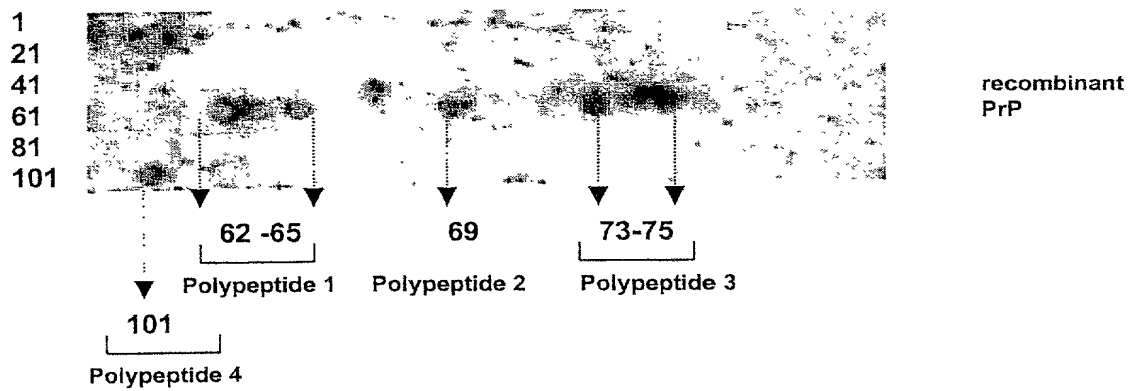 1
21
41
61
81
101
recombinant
PrP
62 -65
69
73-75
Polypeptide 1
Polypeptide 2
Polypeptide 3
101
Polypeptide 4